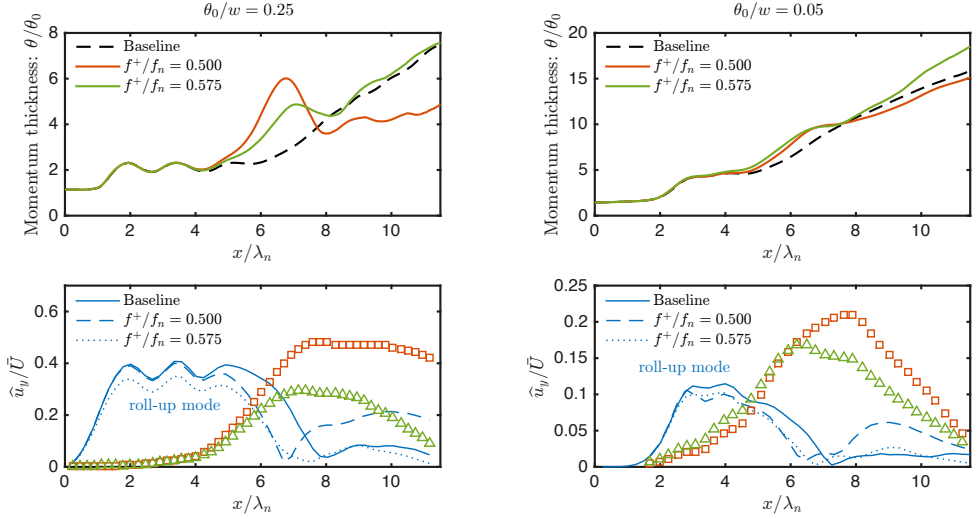 θ₀/w = 0.25
Momentum thickness: θ/θ₀
8
6
4
2
0
Baseline
f⁺/fₙ = 0.500
f⁺/fₙ = 0.575
0 2 4 6 8 10
x/λₙ
θ₀/w = 0.05
Momentum thickness: θ/θ₀
20
15
10
5
0
Baseline
f⁺/fₙ = 0.500
f⁺/fₙ = 0.575
0 2 4 6 8 10
x/λₙ
û_y/Ū
0.6
0.4
0.2
0
Baseline
f⁺/fₙ = 0.500
f⁺/fₙ = 0.575
roll-up mode
0 2 4 6 8 10
x/λₙ
û_y/Ū
0.25
0.2
0.15
0.1
0.05
0
Baseline
f⁺/fₙ = 0.500
f⁺/fₙ = 0.575
roll-up mode
0 2 4 6 8 10
x/λₙ